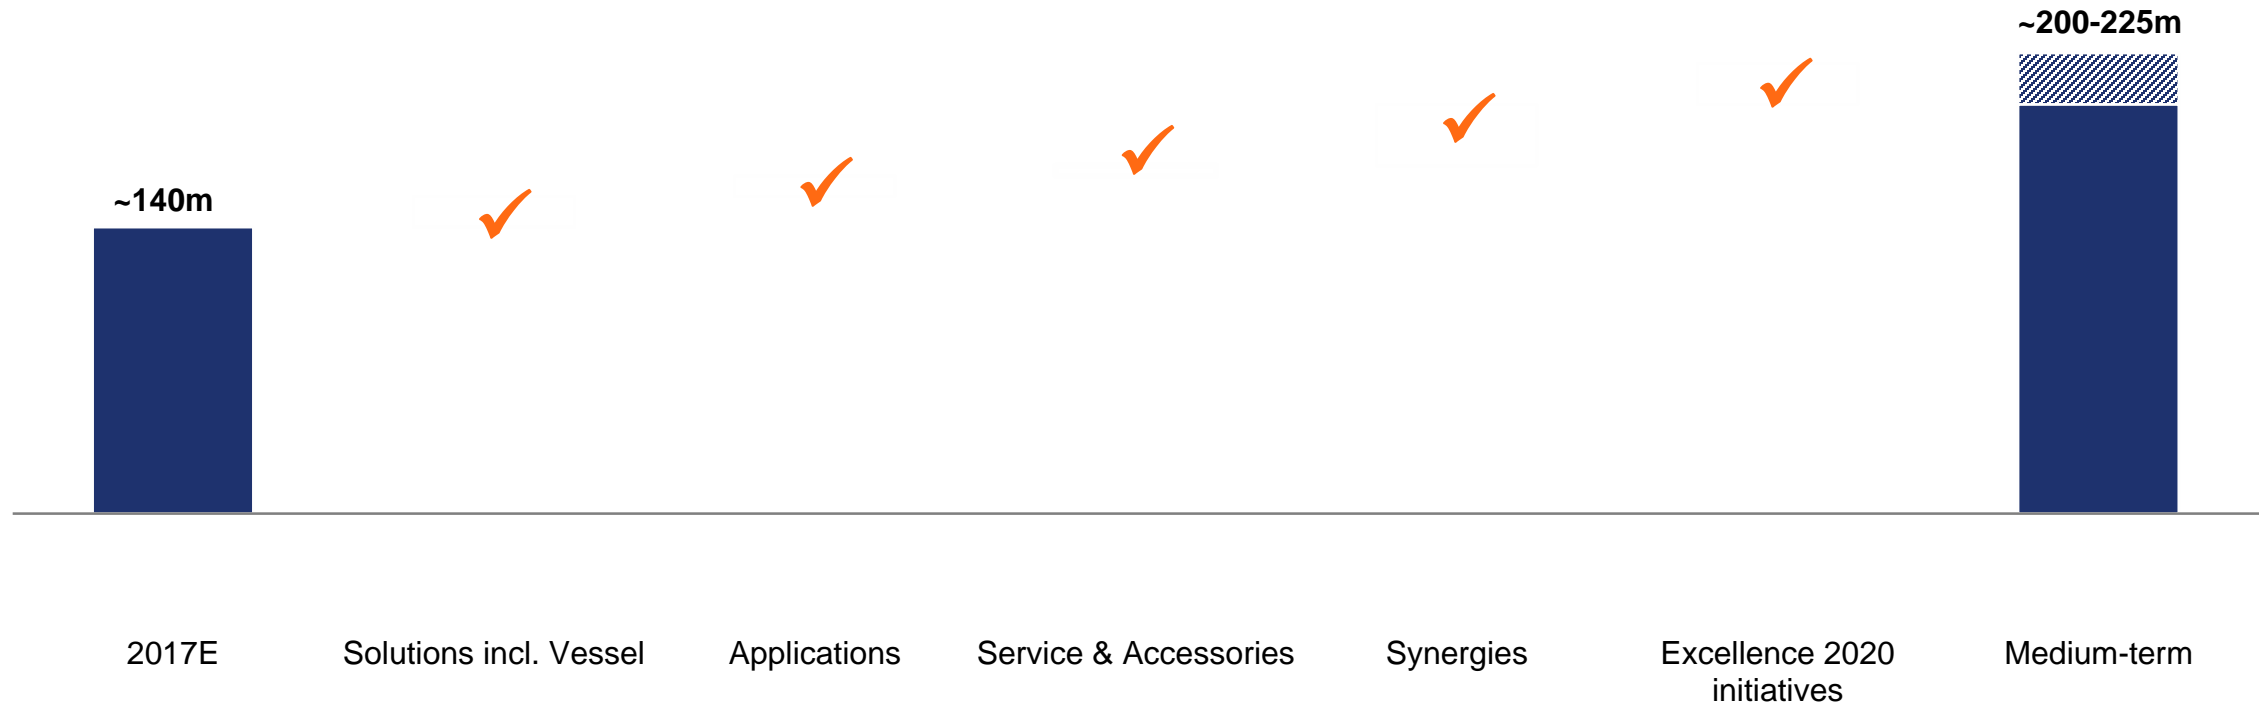 ~200-225m
~140m
2017E
Solutions incl. Vessel
Applications
Service & Accessories
Synergies
Excellence 2020
initiatives
Medium-term